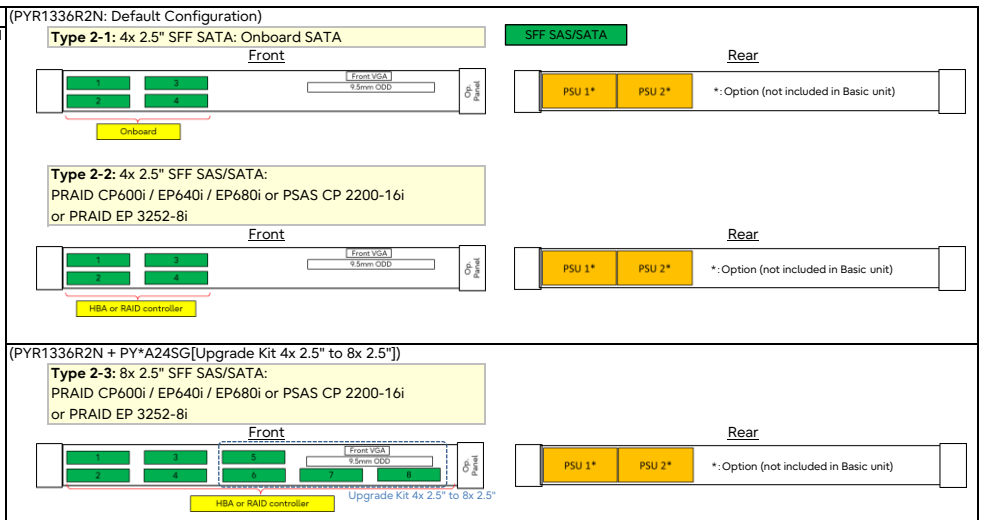 (PYR1336R2N: Default Configuration)
Type 2-1: 4x 2.5" SFF SATA: Onboard SATA
SFF SAS/SATA
Front
Rear
1
3
Front VGA
9.5mm ODD
Op. Panel
2
4
PSU 1*
PSU 2*
*: Option (not included in Basic unit)
Onboard
Type 2-2: 4x 2.5" SFF SAS/SATA:
PRAID CP600i / EP640i / EP680i or PSAS CP 2200-16i
or PRAID EP 3252-8i
Front
Rear
1
3
Front VGA
9.5mm ODD
Op. Panel
2
4
PSU 1*
PSU 2*
*: Option (not included in Basic unit)
HBA or RAID controller
(PYR1336R2N + PY*A24SG[Upgrade Kit 4x 2.5" to 8x 2.5"])
Type 2-3: 8x 2.5" SFF SAS/SATA:
PRAID CP600i / EP640i / EP680i or PSAS CP 2200-16i
or PRAID EP 3252-8i
Front
Rear
1
3
5
Front VGA
9.5mm ODD
Op. Panel
2
4
6
7
8
PSU 1*
PSU 2*
*: Option (not included in Basic unit)
Upgrade Kit 4x 2.5" to 8x 2.5"
HBA or RAID controller